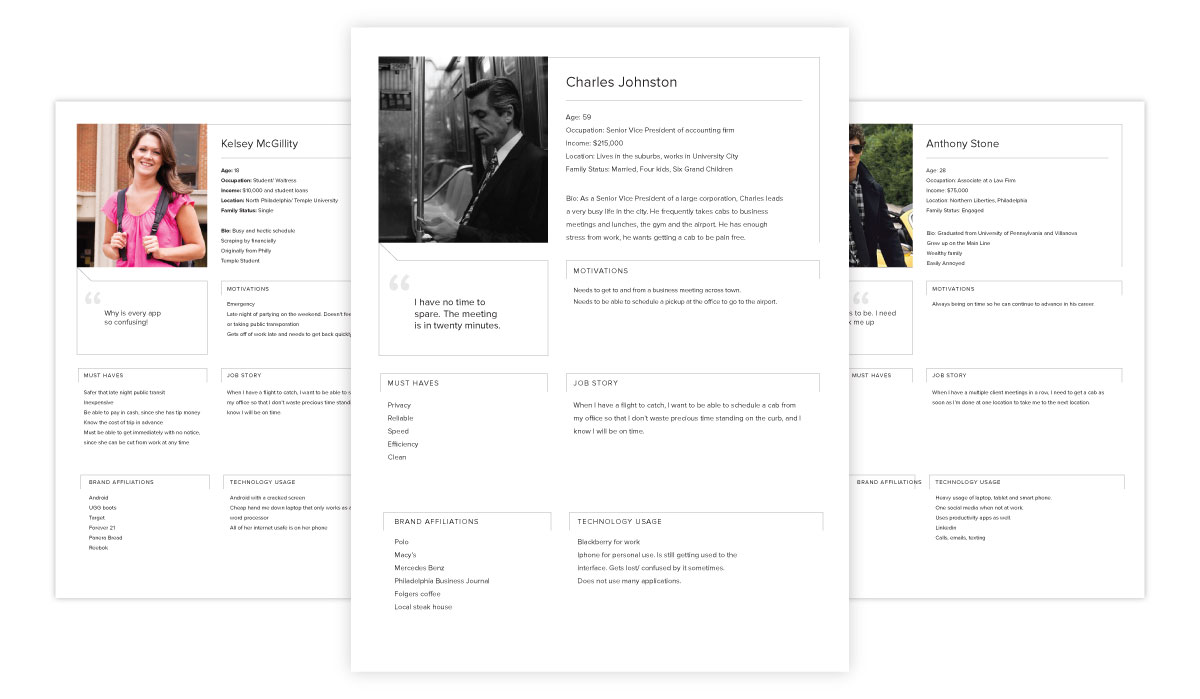 Kelsey McGillity
Age: 18
Occupation: Student/ Waitress
Income: $10,000 and student loans
Location: North Philadelphia/ Temple University
Family Status: Single
Bio: Busy and hectic schedule
Scraping by financially
Originally from Philly
Temple Student
“
Why is every app
so confusing!
MOTIVATIONS
Emergency
Late night of partying on the weekend. Doesn't
or taking public transporation
Gets off of work late and needs to get back quickly
MUST HAVES
Safer that late night public transit
Inexpensive
Be able to pay in cash, since she has tip money
Know the cost of trip in advance
Must be able to get immediately with no notice,
since she can be cut from work at any time
JOB STORY
When I have a flight to catch, I want to be able to
my office so that I don't waste precious time
know I will be on time.
BRAND AFFILIATIONS
Android
UGG boots
Target
Forever 21
Panera Bread
Reebok
TECHNOLOGY USAGE
Android with a cracked screen
Cheap hand me down laptop that only works as a
word processor
All of her internet usafe is on her phone
Charles Johnston
Age: 59
Occupation: Senior Vice President of accounting firm
Income: $215,000
Location: Lives in the suburbs, works in University City
Family Status: Married, Four kids, Six Grand Children
Bio: As a Senior Vice President of a large corporation, Charles leads
a very busy life in the city. He frequently takes cabs to business
meetings and lunches, the gym and the airport. He has enough
stress from work, he wants getting a cab to be pain free.
“
I have no time to
spare. The meeting
is in twenty minutes.
MOTIVATIONS
Needs to get to and from a business meeting across town.
Needs to be able to schedule a pickup at the office to go to the airport.
MUST HAVES
Privacy
Reliable
Speed
Efficiency
Clean
JOB STORY
When I have a flight to catch, I want to be able to schedule a cab from
my office so that I don't waste precious time standing on the curb, and I
know I will be on time.
BRAND AFFILIATIONS
Polo
Macy's
Mercedes Benz
Philadelphia Business Journal
Folgers coffee
Local steak house
TECHNOLOGY USAGE
Blackberry for work
Iphone for personal use. Is still getting used to the
interface. Gets lost/ confused by it sometimes.
Does not use many applications.
Anthony Stone
Age: 28
Occupation: Associate at a Law Firm
Income: $75,000
Location: Northern Liberties, Philadelphia
Family Status: Engaged
Bio: Graduated from University of Pennsylvania and Villanova
Grew up on the Main Line
Wealthy family
Easily Annoyed
“
to be. I need
me up
MOTIVATIONS
Always being on time so he can continue to advance in his career.
MUST HAVES
JOB STORY
When I have a multiple client meetings in a row, I need to get a cab as
soon as I'm done at one location to take me to the next location.
BRAND AFFILIATIONS
TECHNOLOGY USAGE
Heavy usage of laptop, tablet and smart phone.
One social media when not at work.
Uses productivity apps as well.
LinkedIn
Calls, emails, texting